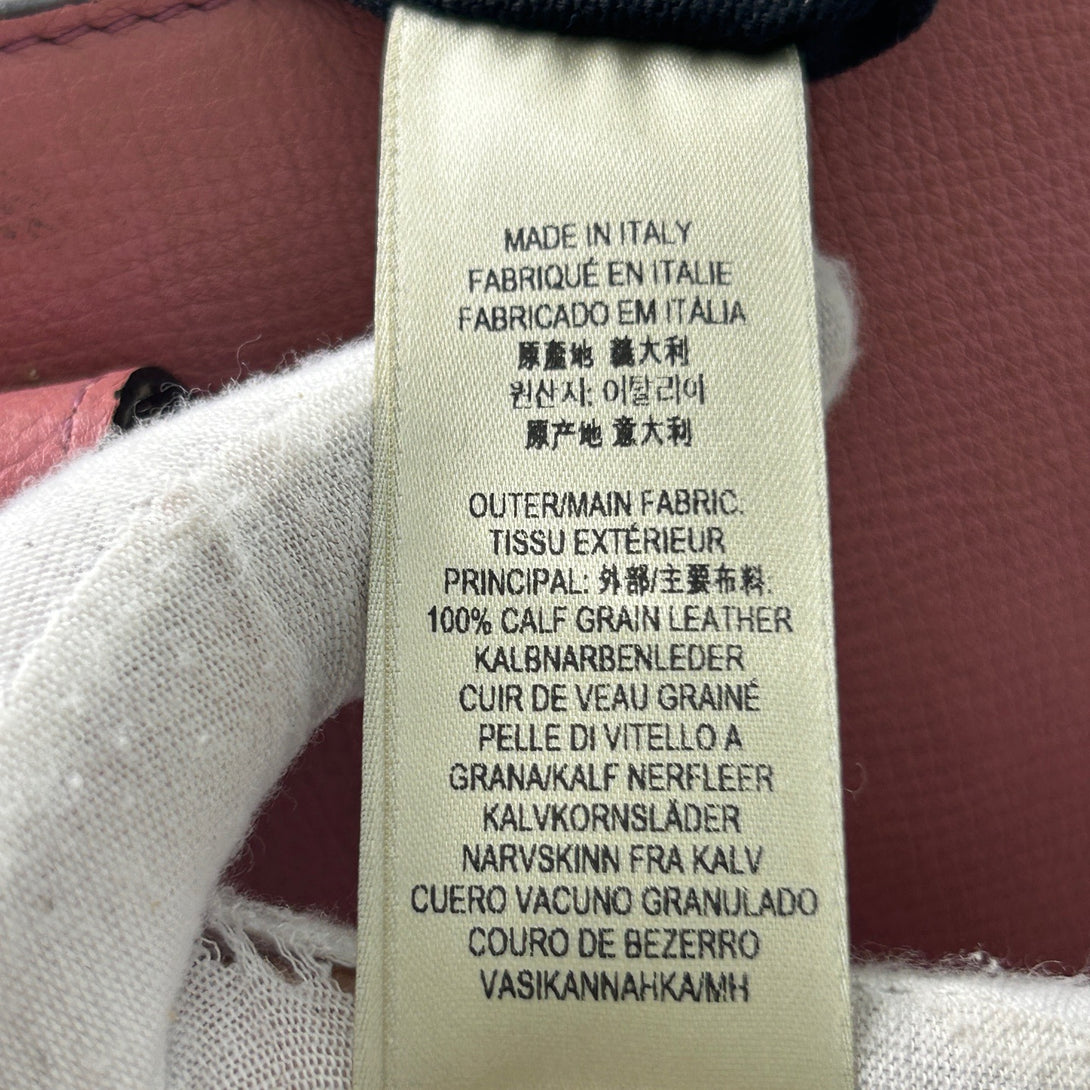 MADE IN ITALY
FABRIQUÉ EN ITALIE
FABRICADO EM ITÁLIA
原產地 義大利
원산지: 이탈리아
原产地 意大利
OUTER/MAIN FABRIC:
TISSU EXTÉRIEUR
PRINCIPAL: 外部/主要布料:
100% CALF GRAIN LEATHER
KALBNARBENLEDER
CUIR DE VEAU GRAINÉ
PELLE DI VITELLO A
GRANA/KALF NERFLEER
KALVKORNSLÄDER
NARVSKINN FRA KALV
CUERO VACUNO GRANULADO
COURO DE BEZERRO
VASIKANNAHKA/MH